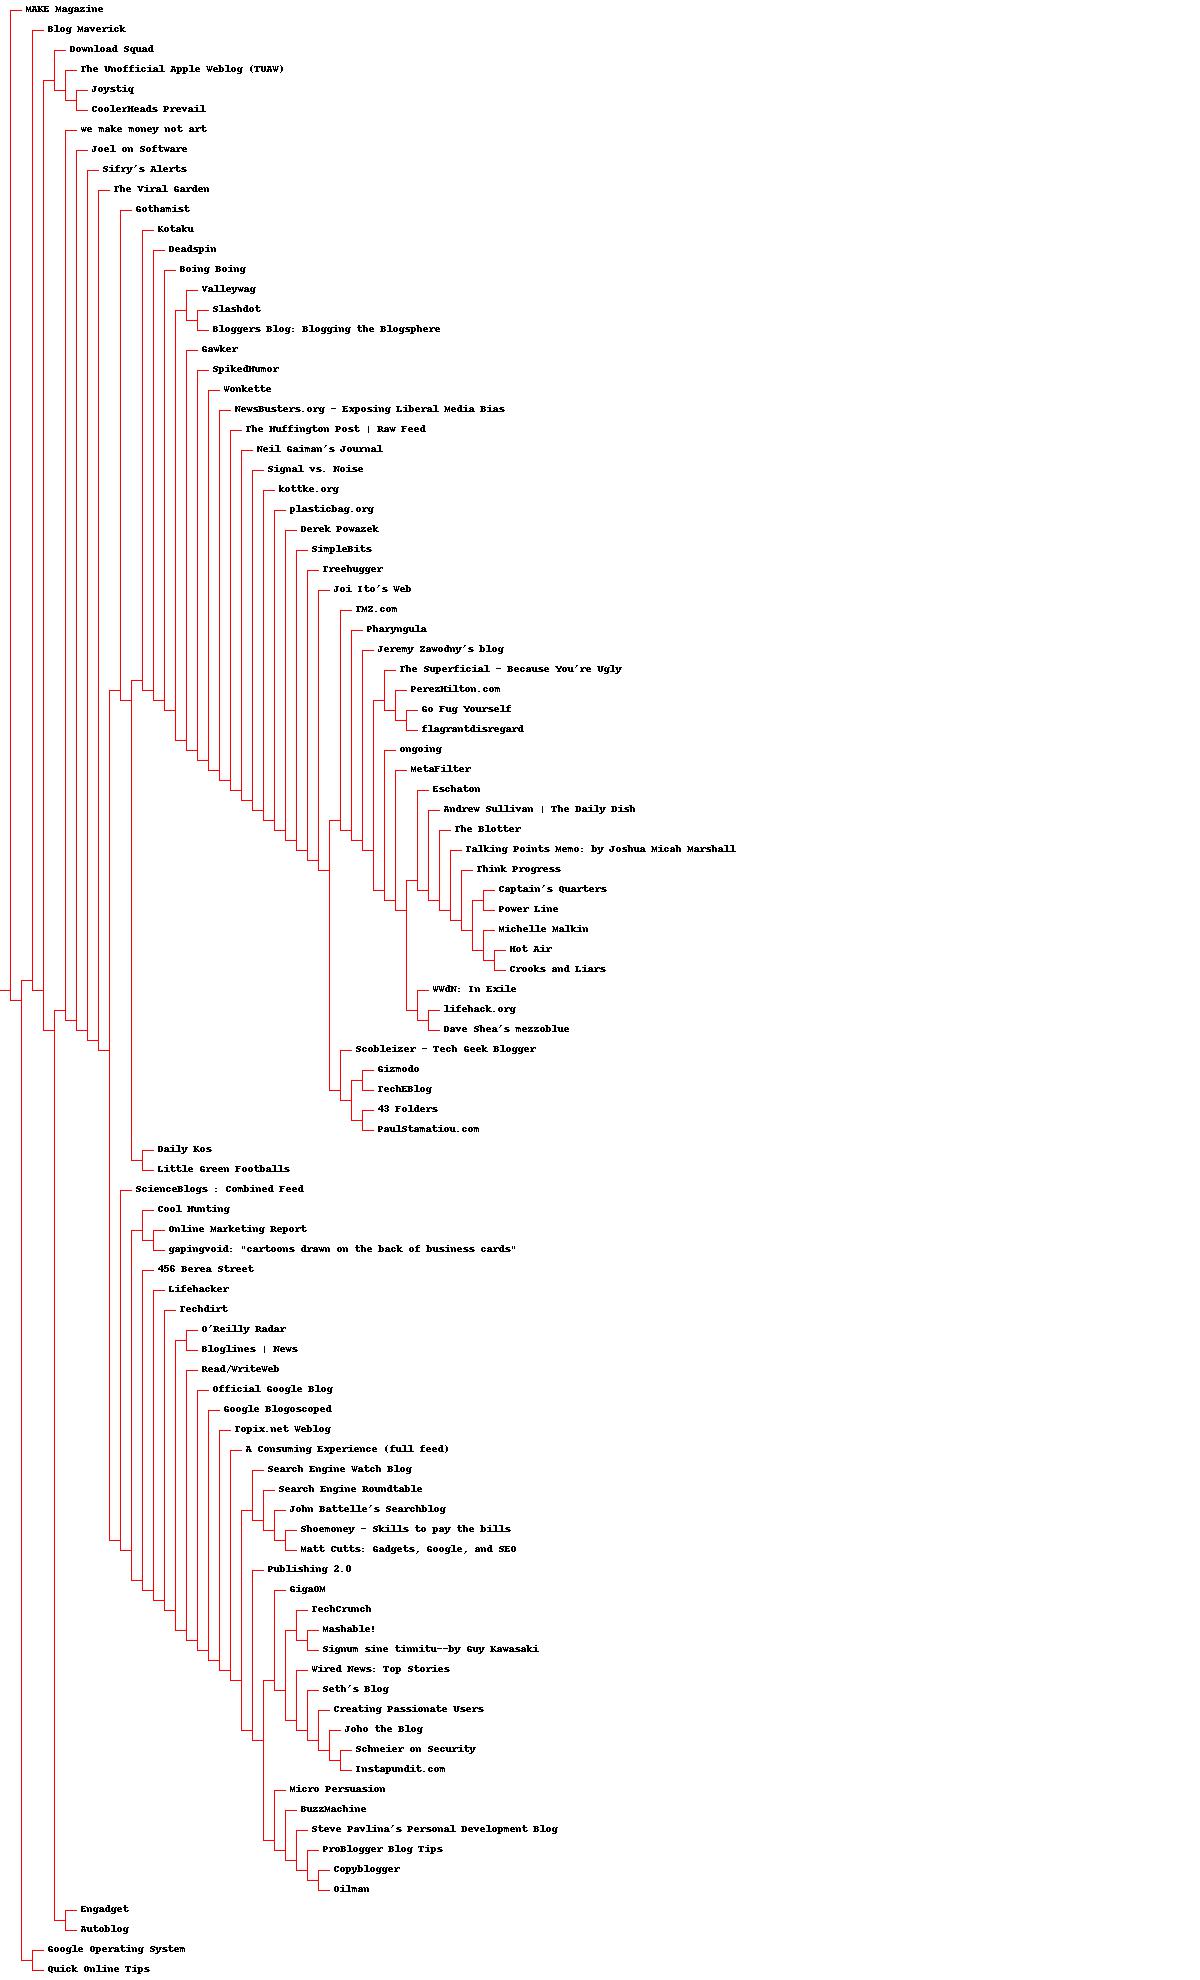 MAKE Magazine
Blog Maverick
Download Squad
The Unofficial Apple Weblog (TUAW)
Joystiq
CoolerHeads Prevail
we make money not art
Joel on Software
Sifry's Alerts
The Viral Garden
Gothamist
Kotaku
Deadspin
Boing Boing
Valleywag
Slashdot
Bloggers Blog: Blogging the Blogsphere
Gawker
SpikedHumor
Wonkette
NewsBusters.org - Exposing Liberal Media Bias
The Huffington Post | Raw Feed
Neil Gaiman's Journal
Signal vs. Noise
kottke.org
plasticbag.org
Derek Powazek
SimpleBits
Treehugger
Joi Ito's Web
TMZ.com
Pharyngula
Jeremy Zawodny's blog
The Superficial - Because You're Ugly
PerezHilton.com
Go Fug Yourself
flagrantdisregard
ongoing
MetaFilter
Eschaton
Andrew Sullivan | The Daily Dish
The Blotter
Talking Points Memo: by Joshua Micah Marshall
Think Progress
Captain's Quarters
Power Line
Michelle Malkin
Hot Air
Crooks and Liars
WWdN: In Exile
lifehack.org
Dave Shea's mezzoblue
Scobleizer - Tech Geek Blogger
Gizmodo
TechEBlog
43 Folders
PaulStamatiou.com
Daily Kos
Little Green Footballs
ScienceBlogs : Combined Feed
Cool Hunting
Online Marketing Report
gapingvoid: "cartoons drawn on the back of business cards"
456 Berea Street
Lifehacker
Techdirt
O'Reilly Radar
Bloglines | News
Read/WriteWeb
Official Google Blog
Google Blogoscoped
Topix.net Weblog
A Consuming Experience (full feed)
Search Engine Watch Blog
Search Engine Roundtable
John Battelle's Searchblog
Shoemoney - Skills to pay the bills
Matt Cutts: Gadgets, Google, and SEO
Publishing 2.0
GigaOM
TechCrunch
Mashable!
Signum sine tinnitu--by Guy Kawasaki
Wired News: Top Stories
Seth's Blog
Creating Passionate Users
Joho the Blog
Schneier on Security
Instapundit.com
Micro Persuasion
BuzzMachine
Steve Pavlina's Personal Development Blog
ProBlogger Blog Tips
Copyblogger
Oilman
Engadget
Autoblog
Google Operating System
Quick Online Tips